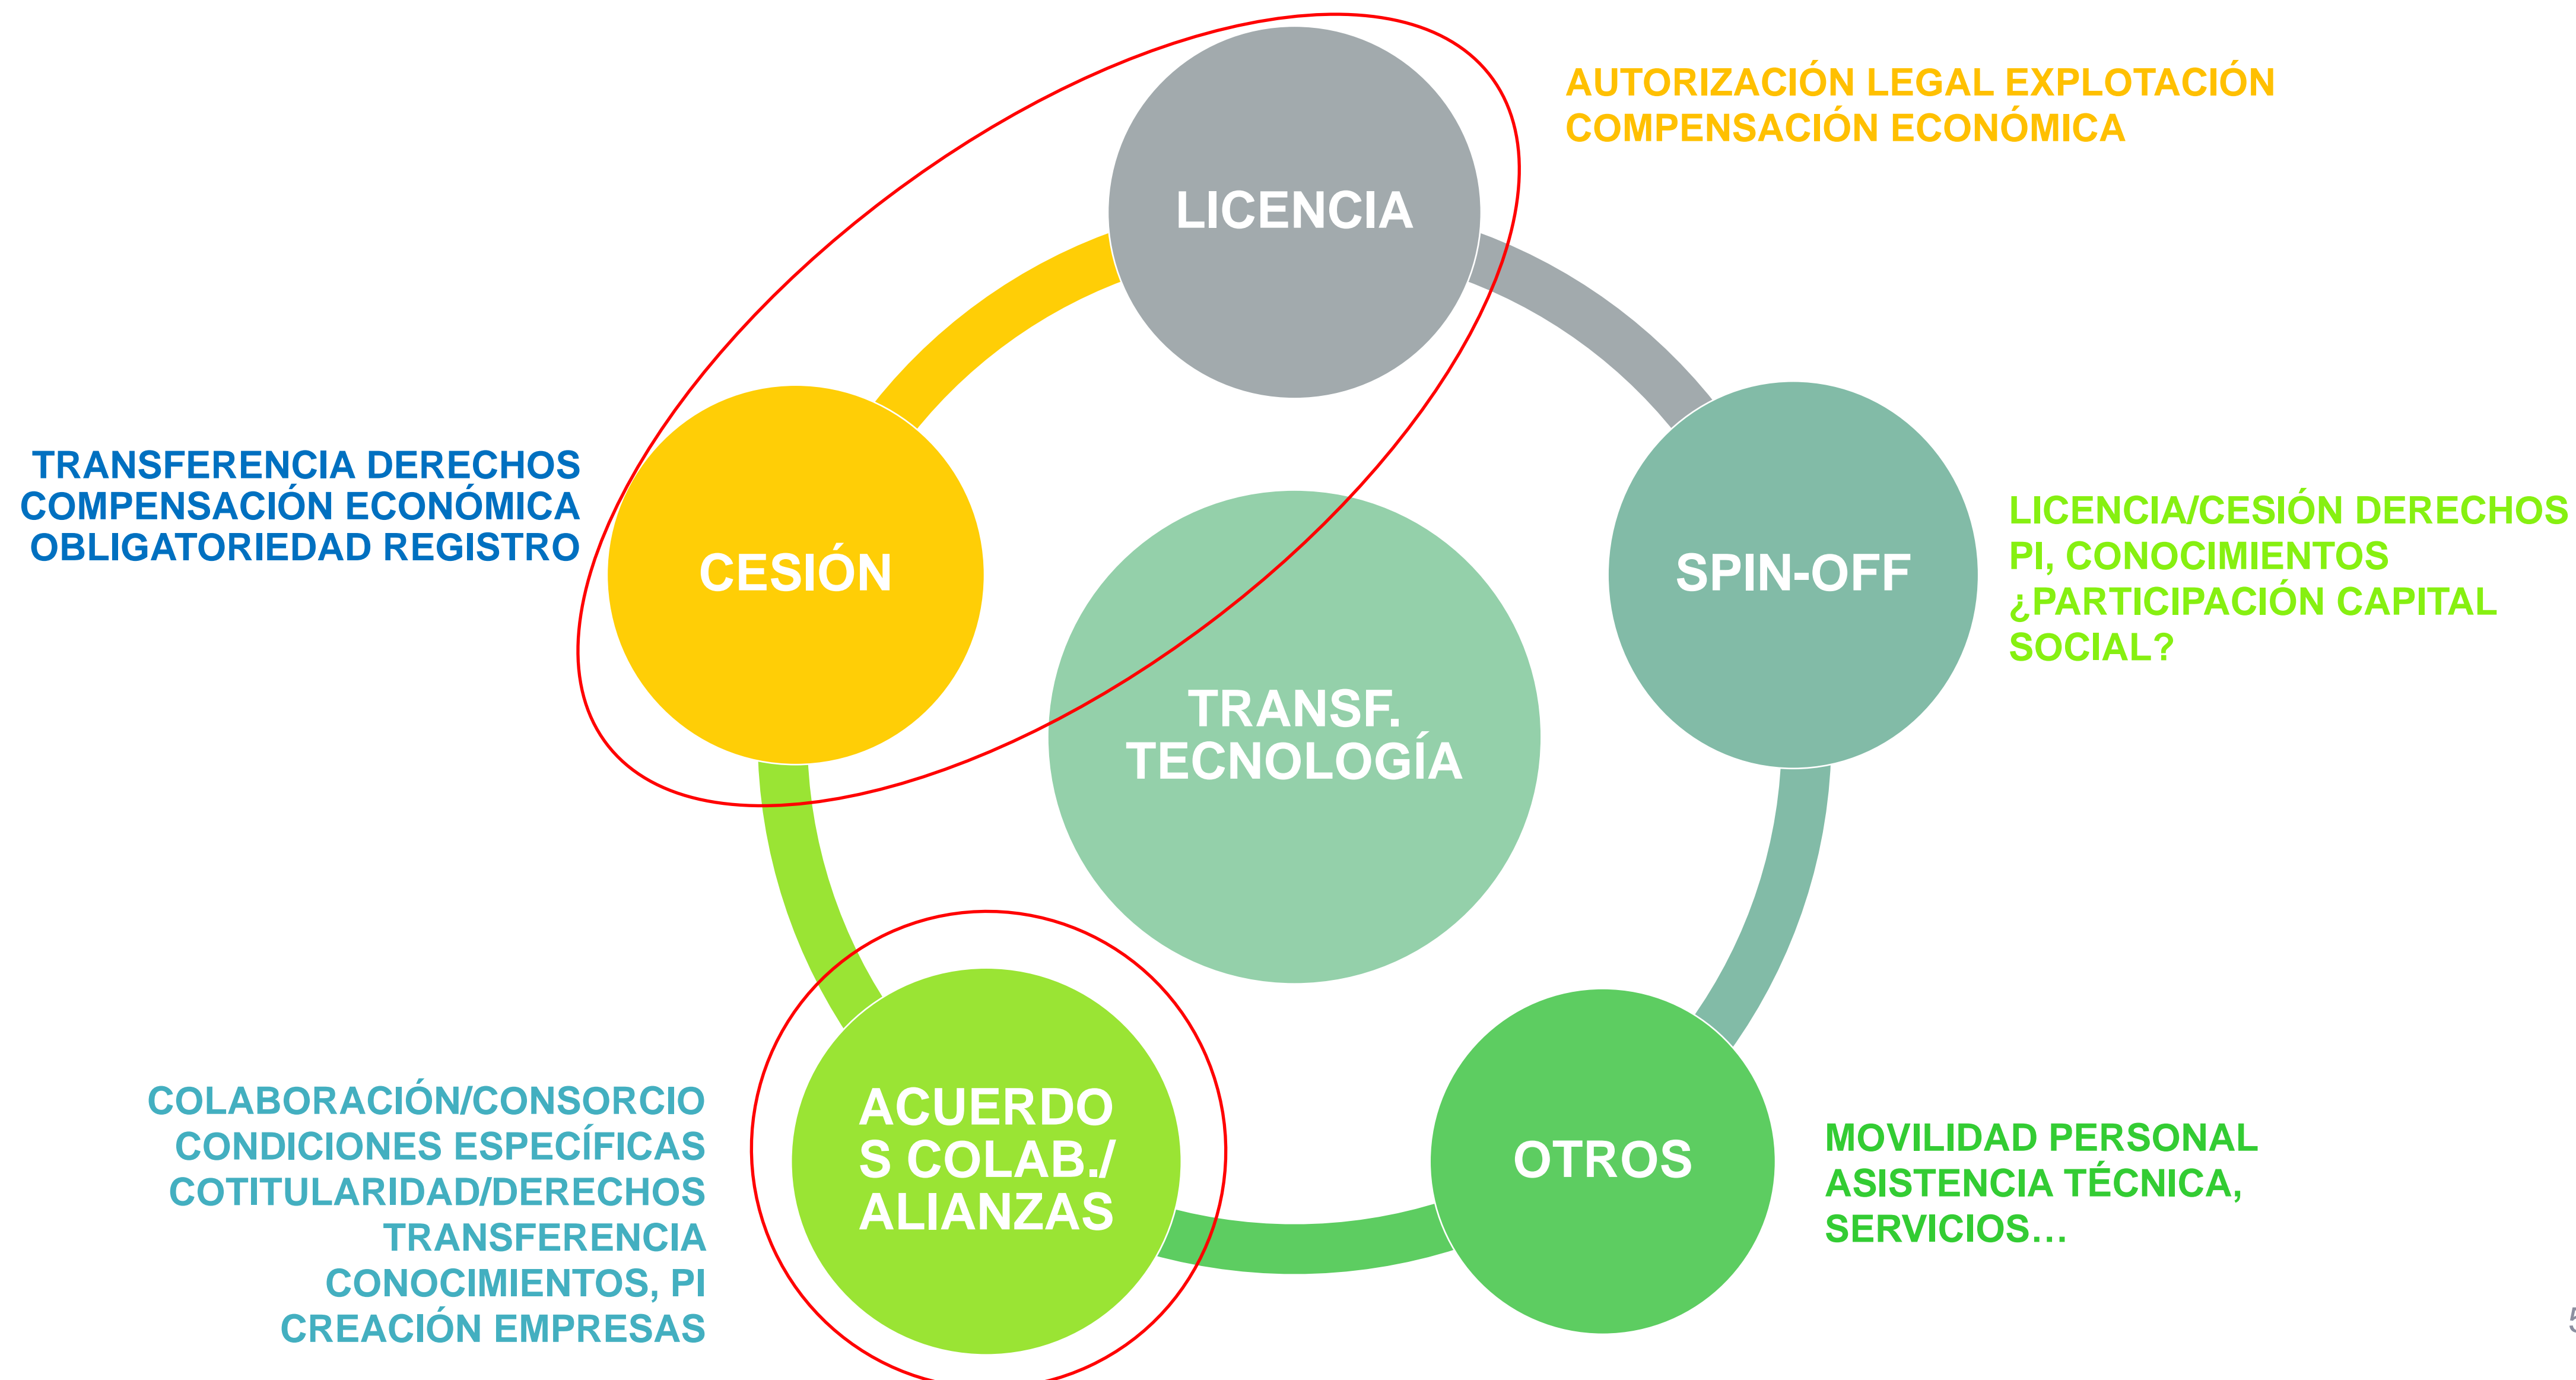 LICENCIA
AUTORIZACIÓN LEGAL EXPLOTACIÓN
COMPENSACIÓN ECONÓMICA
TRANSFERENCIA DERECHOS
COMPENSACIÓN ECONÓMICA
OBLIGATORIEDAD REGISTRO
CESIÓN
SPIN-OFF
LICENCIA/CESIÓN DERECHOS
PI, CONOCIMIENTOS
¿PARTICIPACIÓN CAPITAL
SOCIAL?
TRANSF.
TECNOLOGÍA
COLABORACIÓN/CONSORCIO
CONDICIONES ESPECÍFICAS
COTITULARIDAD/DERECHOS
TRANSFERENCIA
CONOCIMIENTOS, PI
CREACIÓN EMPRESAS
ACUERDO
S COLAB./
ALIANZAS
OTROS
MOVILIDAD PERSONAL
ASISTENCIA TÉCNICA,
SERVICIOS…